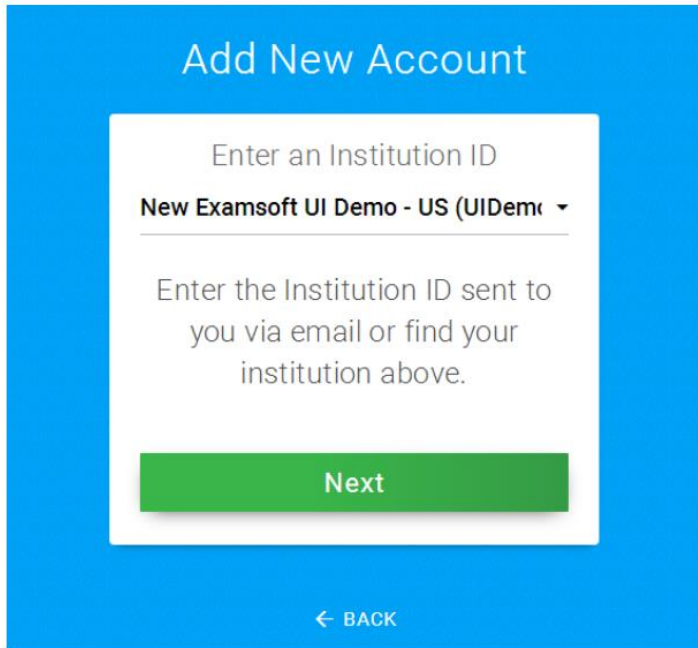 Add New Account
Enter an Institution ID
New Examsoft UI Demo - US (UIDem
Enter the Institution ID sent to
you via email or find your
institution above.
Next
← BACK